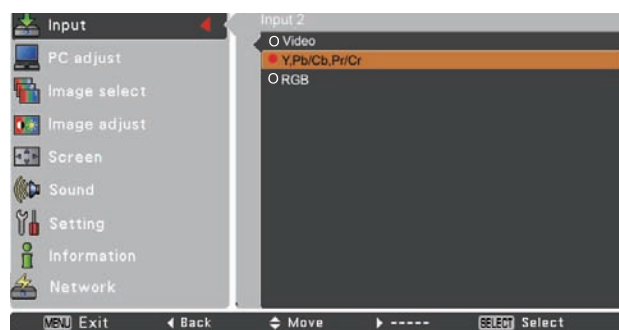 Input
PC adjust
Image select
Image adjust
Screen
Sound
Setting
Information
Network
Input 2
Video
Y,Pb/Cb,Pr/Cr
RGB
MENU Exit Back Move ----- SELECT Select